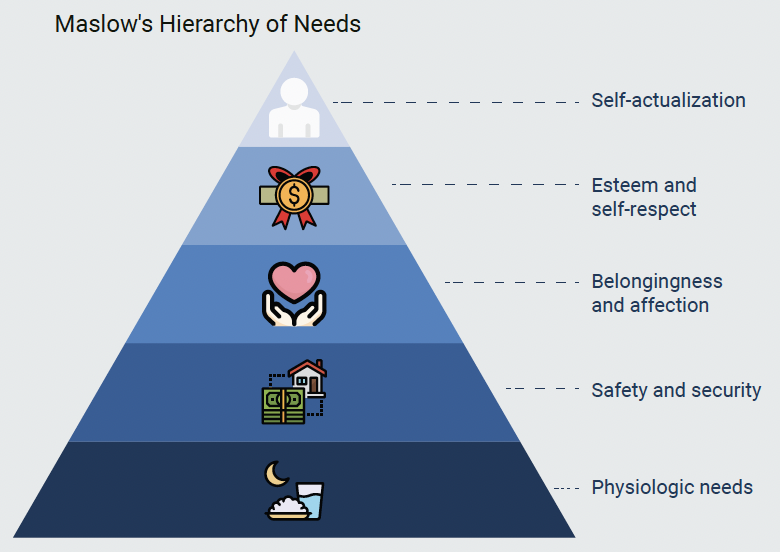 Maslow's Hierarchy of Needs
Self-actualization
$
Esteem and
self-respect
Belongingness
and affection
Safety and security
Physiologic needs